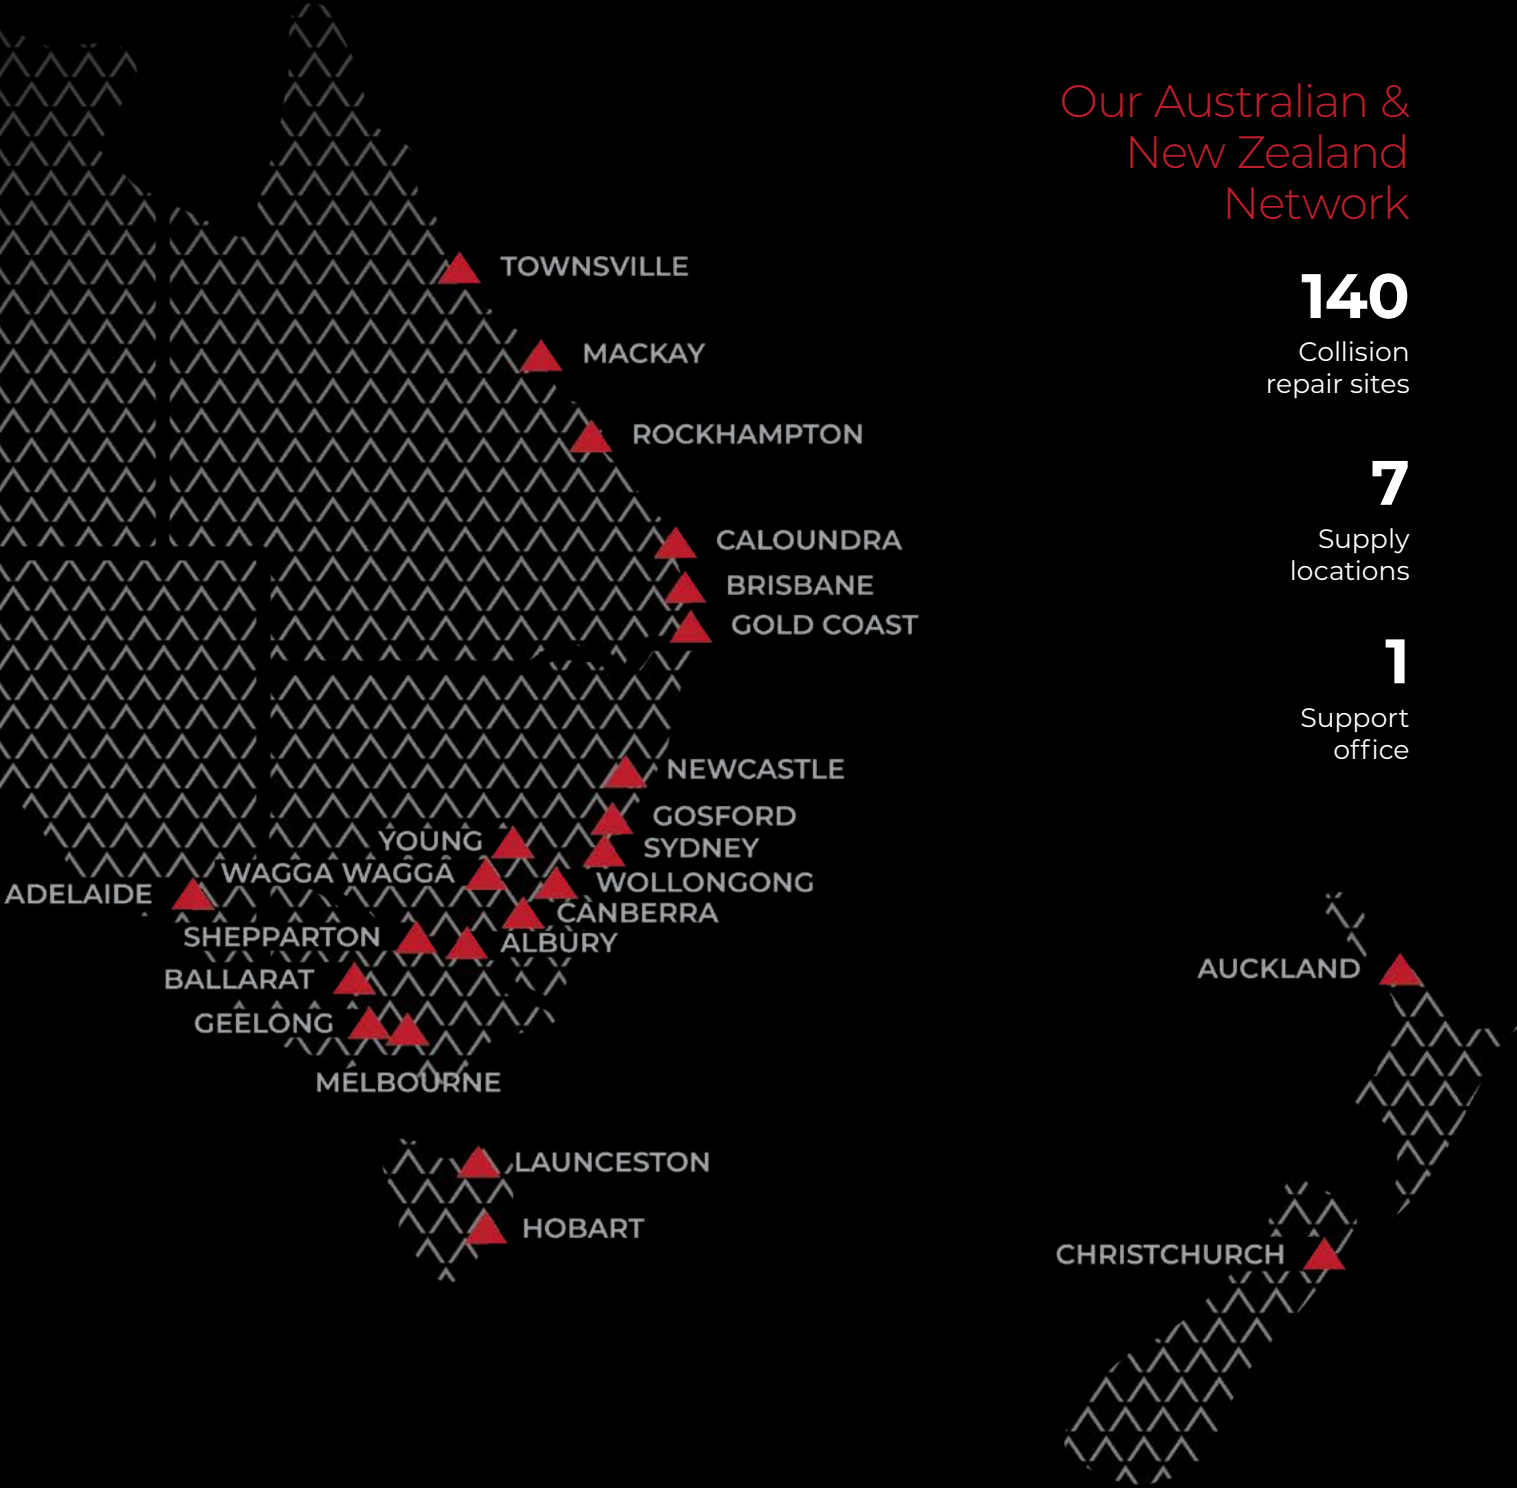 Our Australian &
New Zealand
Network
140
Collision
repair sites
7
Supply
locations
1
Support
office
TOWNSVILLE
MACKAY
ROCKHAMPTON
CALOUNDRA
BRISBANE
GOLD COAST
NEWCASTLE
GOSFORD
YOUNG
SYDNEY
WAGGA WAGGA
WOLLONGONG
ADELAIDE
CANBERRA
SHEPPARTON
ALBURY
BALLARAT
GEELONG
MELBOURNE
LAUNCESTON
HOBART
AUCKLAND
CHRISTCHURCH